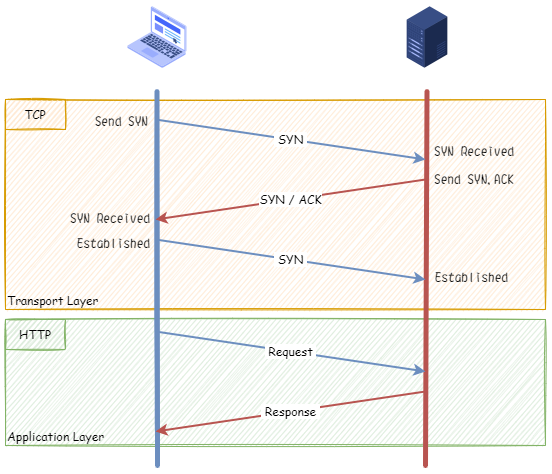 TCP
Send SYN
SYN
SYN Received
Send SYN,ACK
SYN / ACK
SYN Received
Established
SYN
Established
Transport Layer
HTTP
Request
Response
Application Layer